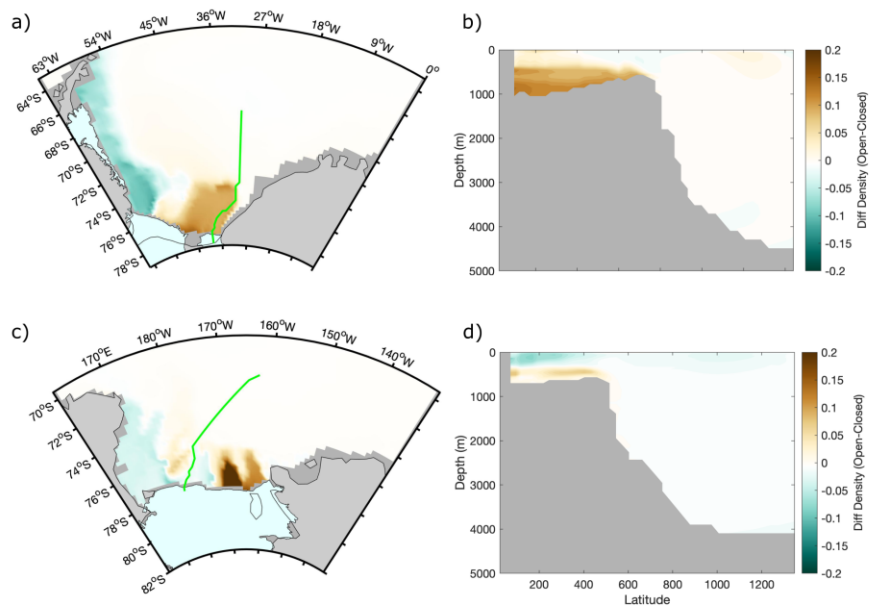 a)
63°W 54°W 45°W 36°W 27°W 18°W 9°W 0°
64°S
66°S
68°S
70°S
72°S
74°S
76°S
78°S
b)
0
1000
2000
3000
4000
5000
Depth (m)
0.2
0.15
0.1
0.05
0
-0.05
-0.1
-0.15
-0.2
Diff Density (Open-Closed)
c)
170°E 180°W 170°W 160°W 150°W 140°W
70°S
72°S
74°S
76°S
78°S
80°S
82°S
d)
0
1000
2000
3000
4000
5000
Depth (m)
200 400 600 800 1000 1200
Latitude
0.2
0.15
0.1
0.05
0
-0.05
-0.1
-0.15
-0.2
Diff Density (Open-Closed)